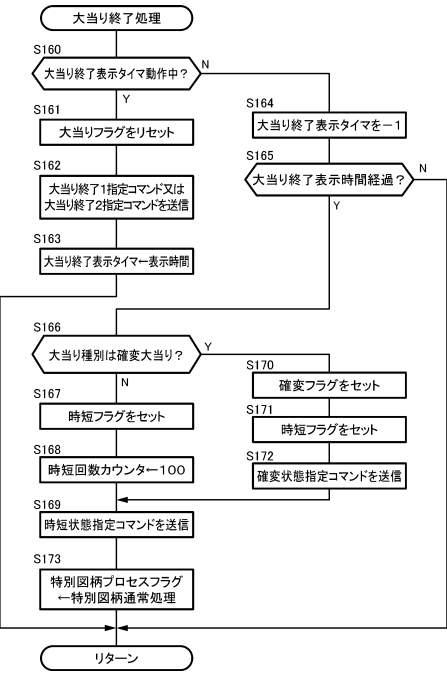 大当り終了処理
S160
大当り終了表示タイマ動作中？
N
Y
S161
大当りフラグをリセット
S162
大当り終了1指定コマンド又は
大当り終了2指定コマンドを送信
S163
大当り終了表示タイマ←表示時間
S164
大当り終了表示タイマを－1
S165
大当り終了表示時間経過？
N
Y
S166
大当り種別は確変大当り？
Y
N
S167
時短フラグをセット
S168
時短回数カウンタ←100
S169
時短状態指定コマンドを送信
S170
確変フラグをセット
S171
時短フラグをセット
S172
確変状態指定コマンドを送信
S173
特別図柄プロセスフラグ
←特別図柄通常処理
リターン